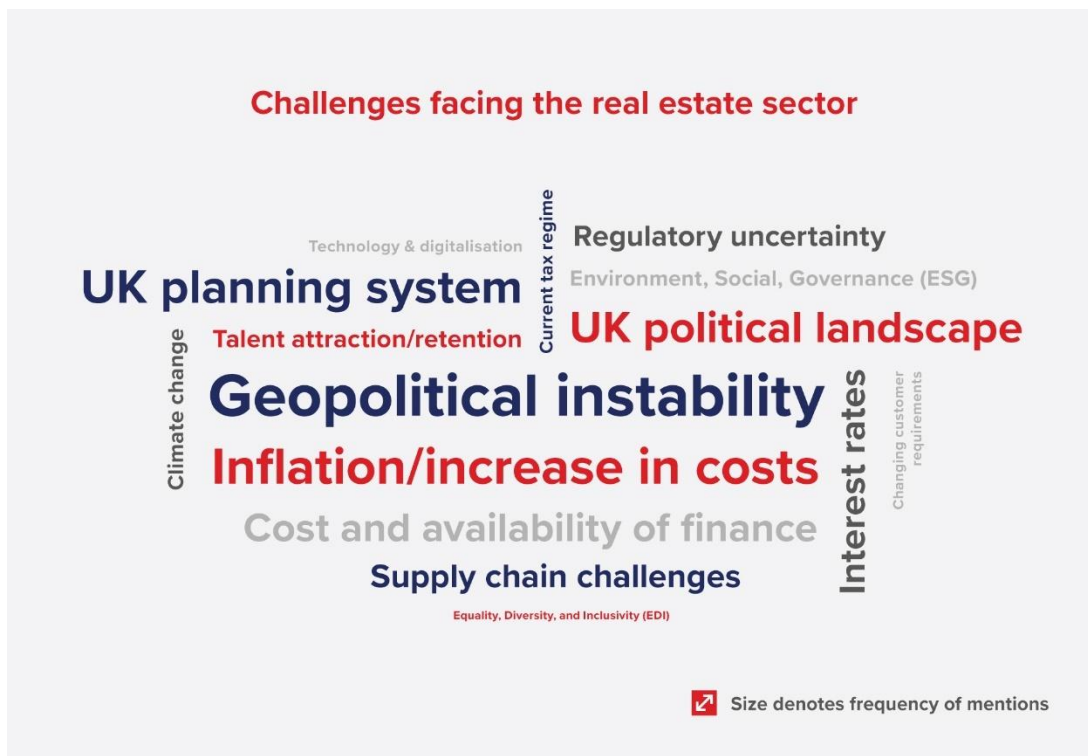 Challenges facing the real estate sector
Technology & digitalisation
Current tax regime
Regulatory uncertainty
UK planning system
Environment, Social, Governance (ESG)
Talent attraction/retention
UK political landscape
Climate change
Geopolitical instability
Interest rates
Changing customer
requirements
Inflation/increase in costs
Cost and availability of finance
Supply chain challenges
Equality, Diversity, and Inclusivity (EDI)
Size denotes frequency of mentions